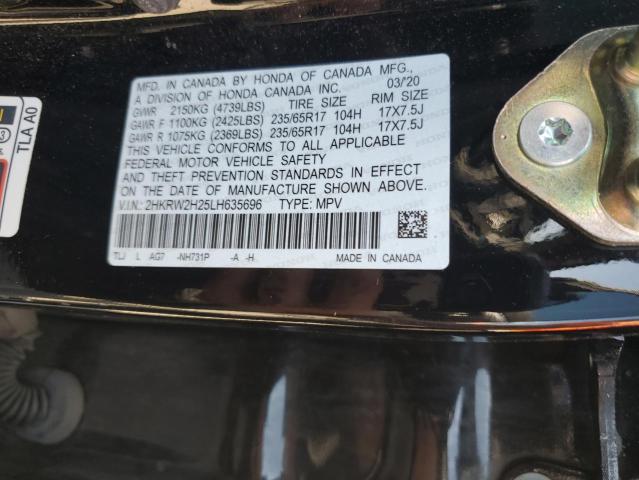 MFD. IN CANADA BY HONDA OF CANADA MFG.,
A DIVISION OF HONDA CANADA INC. 03/20
GVWR 2150KG (4739LBS) TIRE SIZE RIM SIZE
GAWR F 1100KG (2425LBS) 235/65R17 104H 17X7.5J
GAWR R 1075KG (2369LBS) 235/65R17 104H 17X7.5J
THIS VEHICLE CONFORMS TO ALL APPLICABLE
FEDERAL MOTOR VEHICLE SAFETY
AND THEFT PREVENTION STANDARDS IN EFFECT
ON THE DATE OF MANUFACTURE SHOWN ABOVE.
V.I.N.: 2HKRW2H25LH635696 TYPE: MPV
TLJ L AG7 -NH731P -A -H- MADE IN CANADA
TLA A0
3